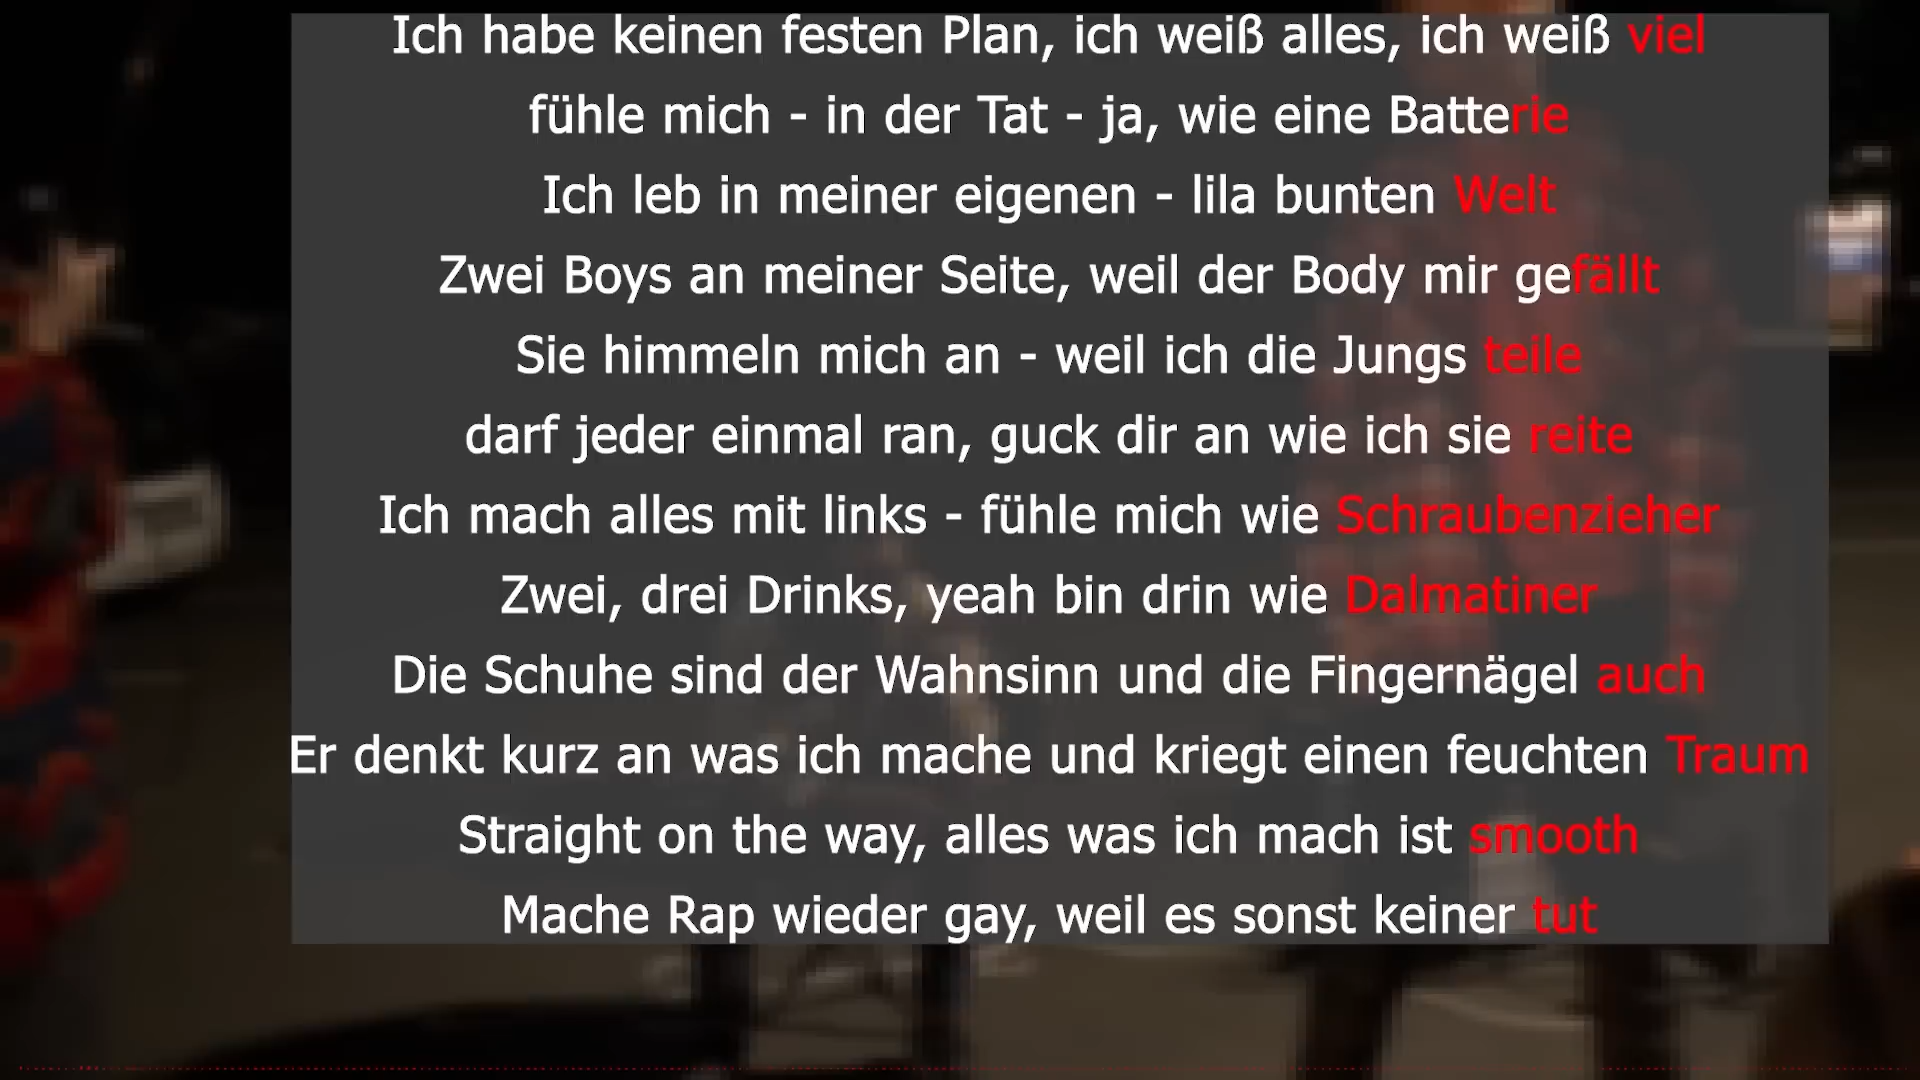 Ich habe keinen festen Plan, ich weiß alles, ich weiß viel
fühle mich - in der Tat - ja, wie eine Batterie
Ich leb in meiner eigenen - lila bunten Welt
Zwei Boys an meiner Seite, weil der Body mir gefällt
Sie himmeln mich an - weil ich die Jungs teile
darf jeder einmal ran, guck dir an wie ich sie reite
Ich mach alles mit links - fühle mich wie Schraubenzieher
Zwei, drei Drinks, yeah bin drin wie Dalmatiner
Die Schuhe sind der Wahnsinn und die Fingernägel auch
Er denkt kurz an was ich mache und kriegt einen feuchten Traum
Straight on the way, alles was ich mach ist smooth
Mache Rap wieder gay, weil es sonst keiner tut